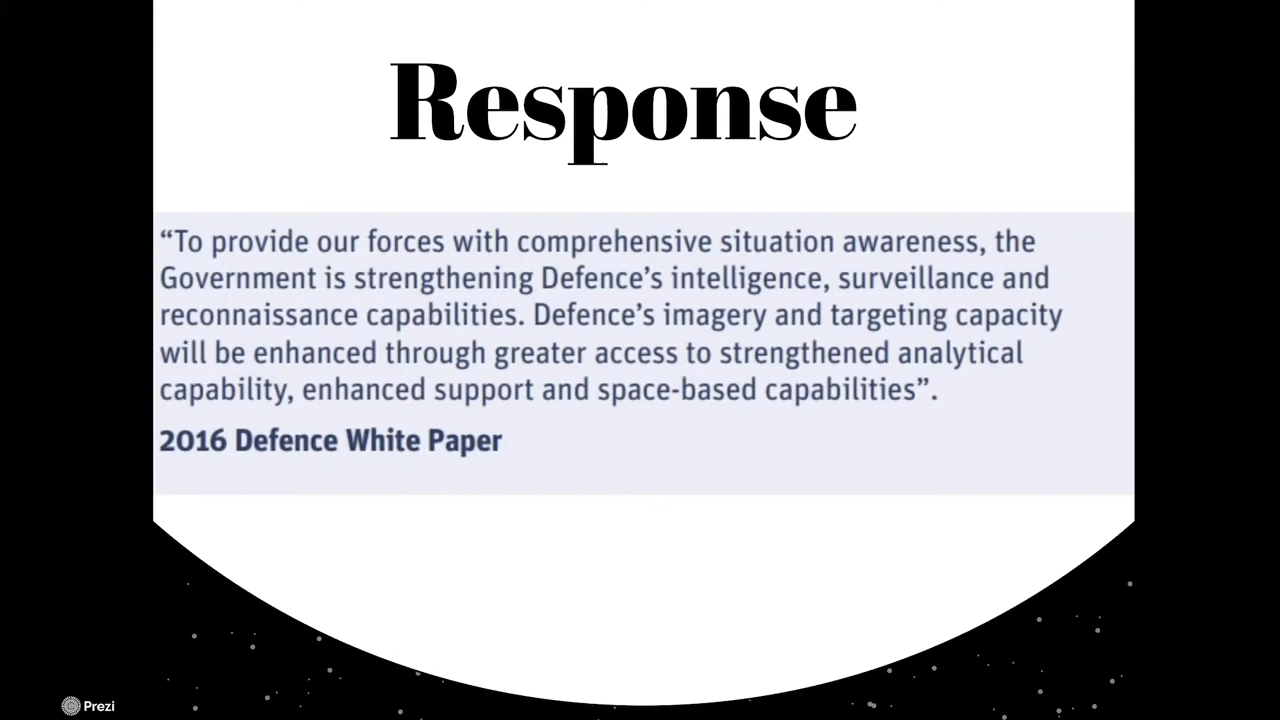 Response
“To provide our forces with comprehensive situation awareness, the
Government is strengthening Defence’s intelligence, surveillance and
reconnaissance capabilities. Defence’s imagery and targeting capacity
will be enhanced through greater access to strengthened analytical
capability, enhanced support and space-based capabilities”.
2016 Defence White Paper
Prezi